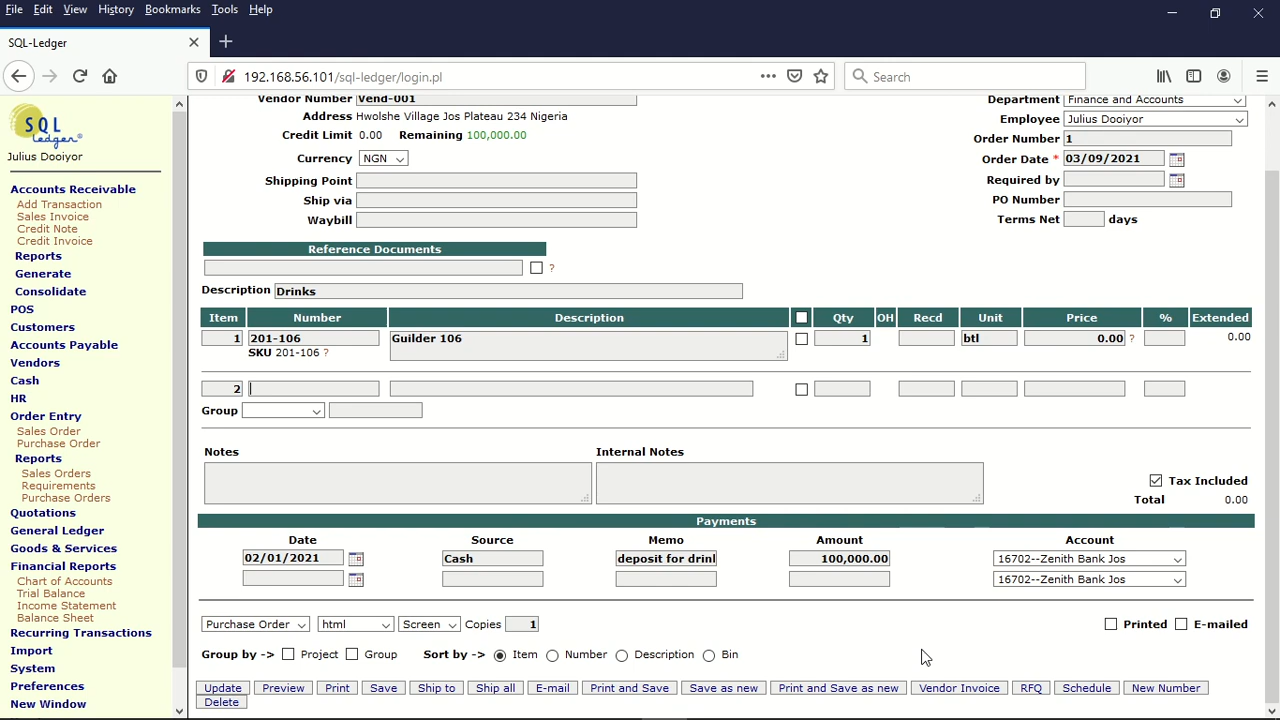 File Edit View History Bookmarks Tools Help
SQL-Ledger
192.168.56.101/sql-ledger/login.pl
Search
SQL
Ledger
Julius Dooiyor
Accounts Receivable
Add Transaction
Sales Invoice
Credit Note
Credit Invoice
Reports
Generate
Consolidate
POS
Customers
Accounts Payable
Vendors
Cash
HR
Order Entry
Sales Order
Purchase Order
Reports
Sales Orders
Requirements
Purchase Orders
Quotations
General Ledger
Goods & Services
Financial Reports
Chart of Accounts
Trial Balance
Income Statement
Balance Sheet
Recurring Transactions
Import
System
Preferences
New Window
Vendor Number Vend-001
Address Hwolshe Village Jos Plateau 234 Nigeria
Credit Limit 0.00 Remaining 100,000.00
Currency NGN
Shipping Point
Ship via
Waybill
Department Finance and Accounts
Employee Julius Dooiyor
Order Number 1
Order Date * 03/09/2021
Required by
PO Number
Terms Net days
Reference Documents
?
Description Drinks
Item Number Description Qty OH Recd Unit Price % Extended
1 201-106 Guilder 106 1 btl 0.00 ? 0.00
SKU 201-106 ?
2
Group
Notes Internal Notes
Tax Included
Total 0.00
Payments
Date Source Memo Amount Account
02/01/2021 Cash deposit for drinl 100,000.00 16702--Zenith Bank Jos
16702--Zenith Bank Jos
Purchase Order html Screen Copies 1 Printed E-mailed
Group by -> Project Group Sort by -> Item Number Description Bin
Update Preview Print Save Ship to Ship all E-mail Print and Save Save as new Print and Save as new Vendor Invoice RFQ Schedule New Number
Delete